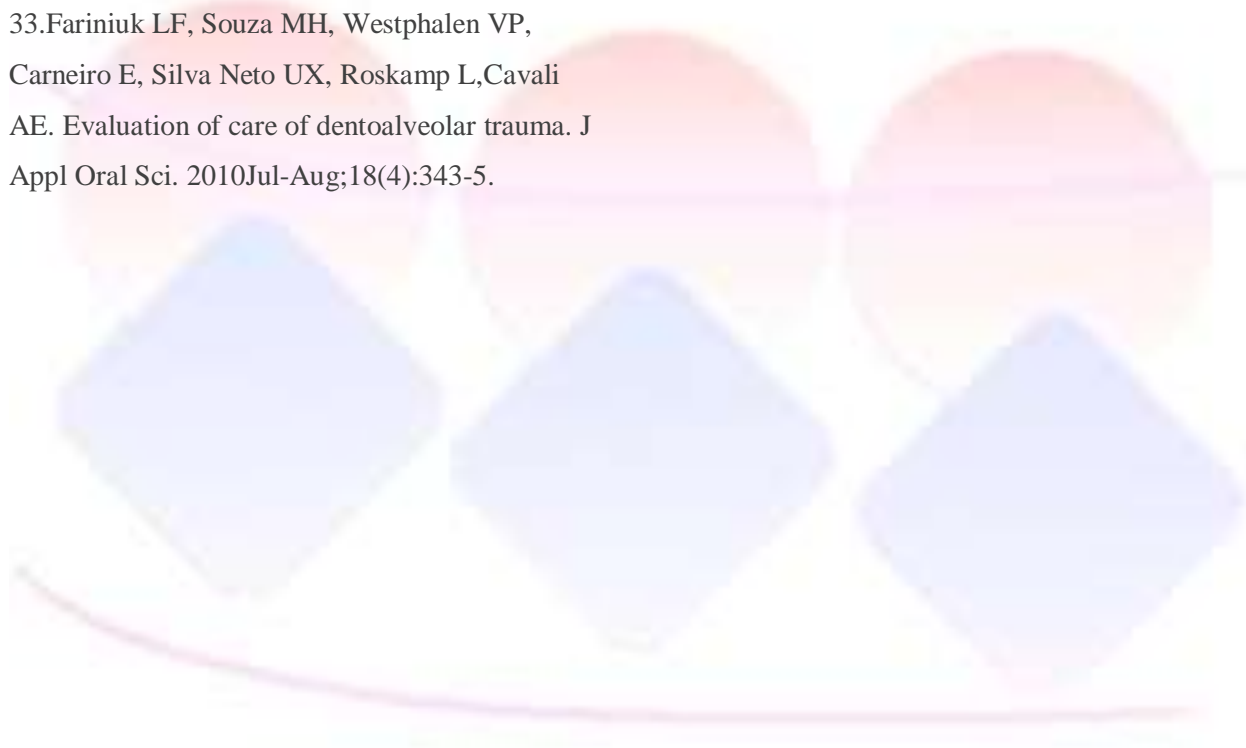 33.Fariniuk LF, Souza MH, Westphalen VP,
Carneiro E, Silva Neto UX, Roskamp L,Cavali
AE. Evaluation of care of dentoalveolar trauma. J
Appl Oral Sci. 2010Jul-Aug;18(4):343-5.